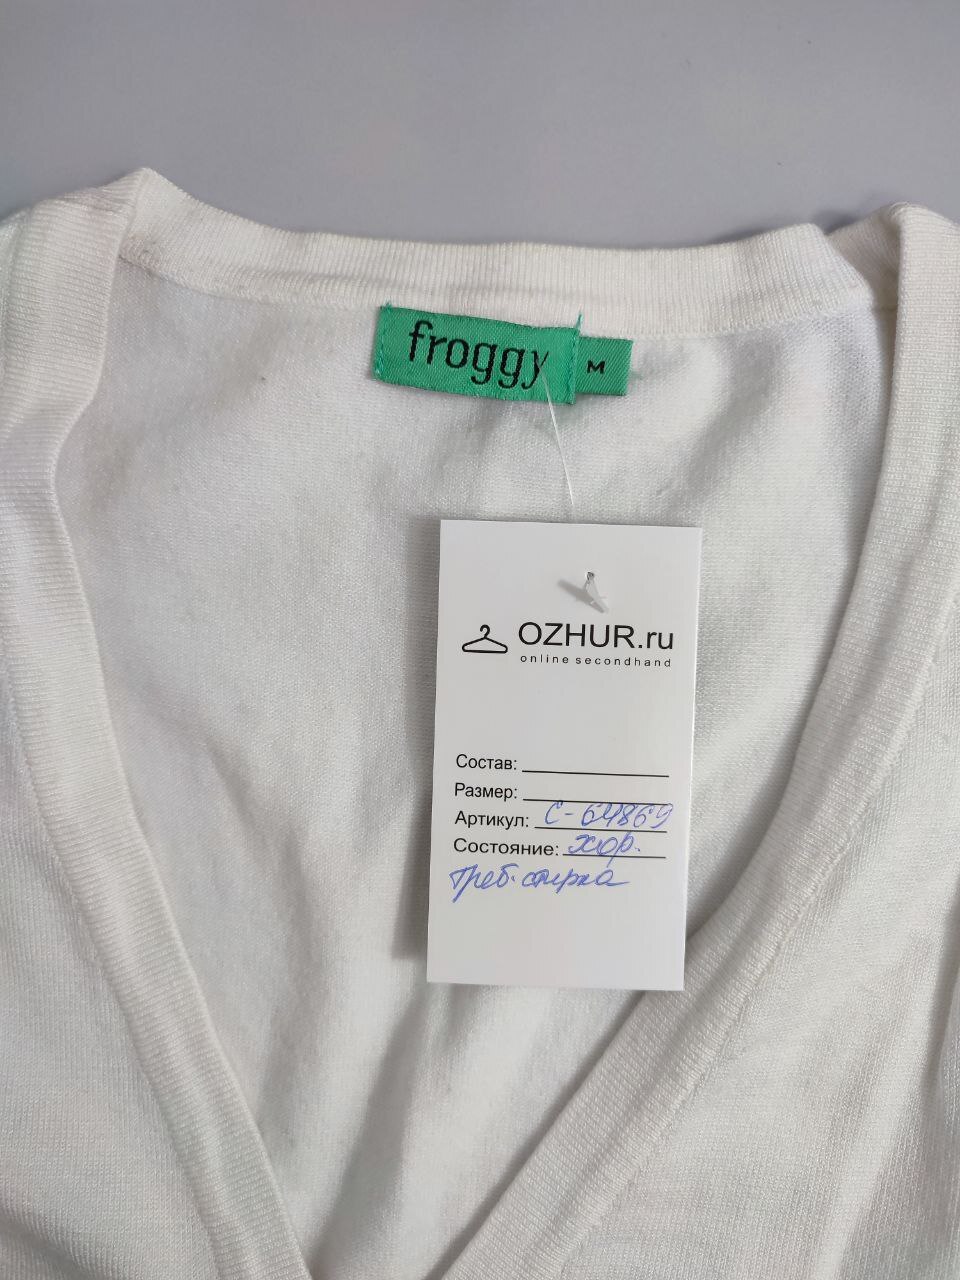 froggy
M
OZHUR.ru
online secondhand
Состав:
Размер:
Артикул: С-64869
Состояние: хор.
Треб. стирка